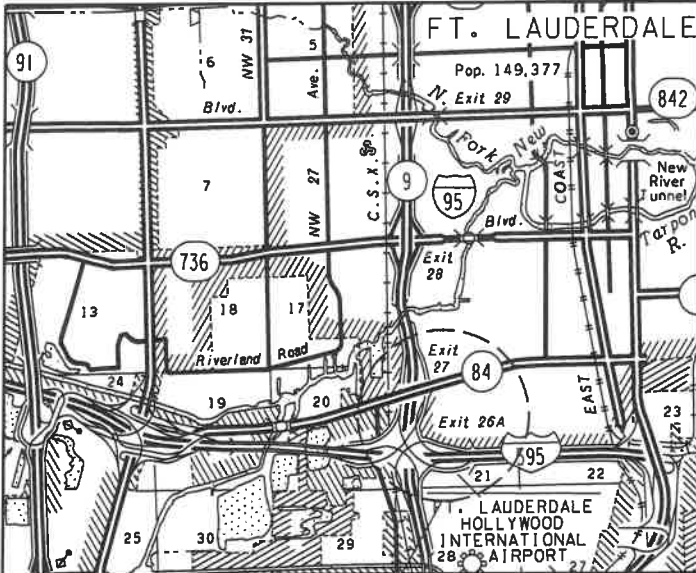 FT. LAUDERDALE
91
6
NW 31
5
Ave.
Pop. 149,377
N.
Exit 29
842
Blvd.
Fork
New
C.S.X.
9
95
COAST
New
River
Tunnel
7
NW 27
Blvd.
Tarpon
R.
736
Exit
28
13
18
17
Riverland Road
Exit
27
84
24
19
20
Exit 26A
EAST
23
595
21
22
FT. LAUDERDALE
HOLLYWOOD
INTERNATIONAL
AIRPORT
25
30
29
28
27